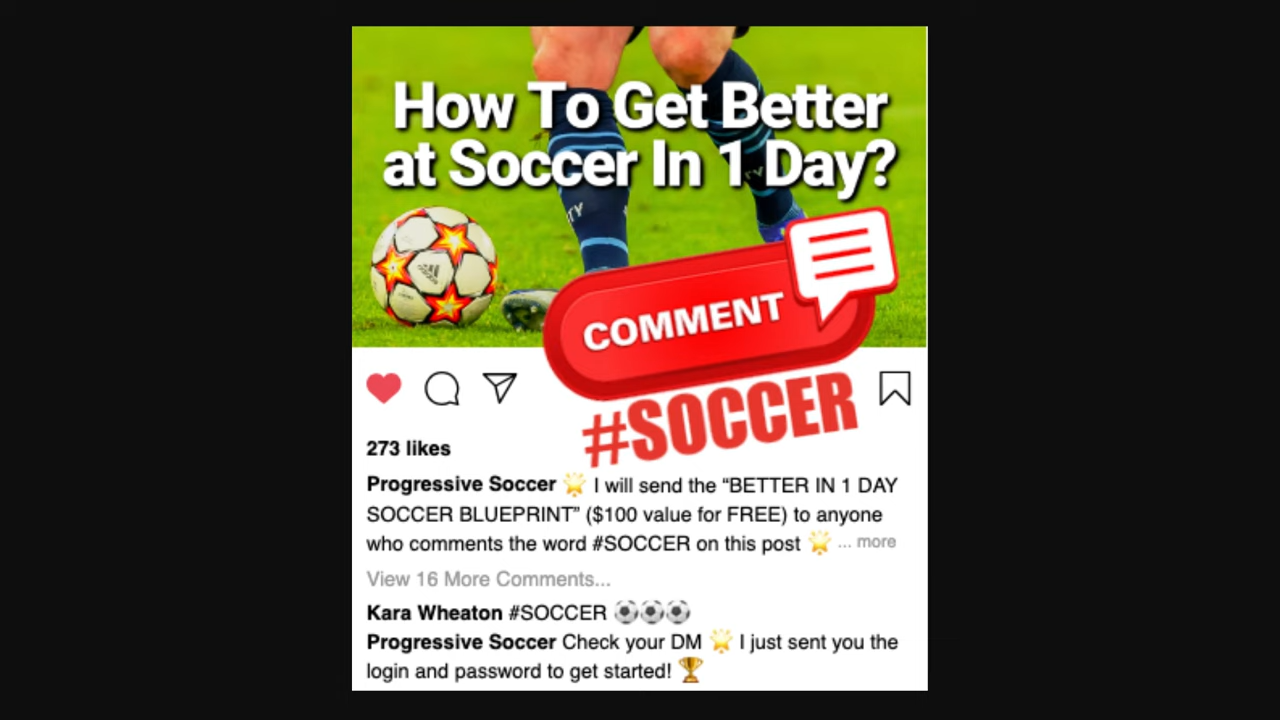 How To Get Better
at Soccer In 1 Day?
TY
TY
adidas
COMMENT
#SOCCER
273 likes
Progressive Soccer 🌟 I will send the “BETTER IN 1 DAY
SOCCER BLUEPRINT” ($100 value for FREE) to anyone
who comments the word #SOCCER on this post 🌟 ... more
View 16 More Comments...
Kara Wheaton #SOCCER ⚽⚽⚽
Progressive Soccer Check your DM 🌟 I just sent you the
login and password to get started! 🏆